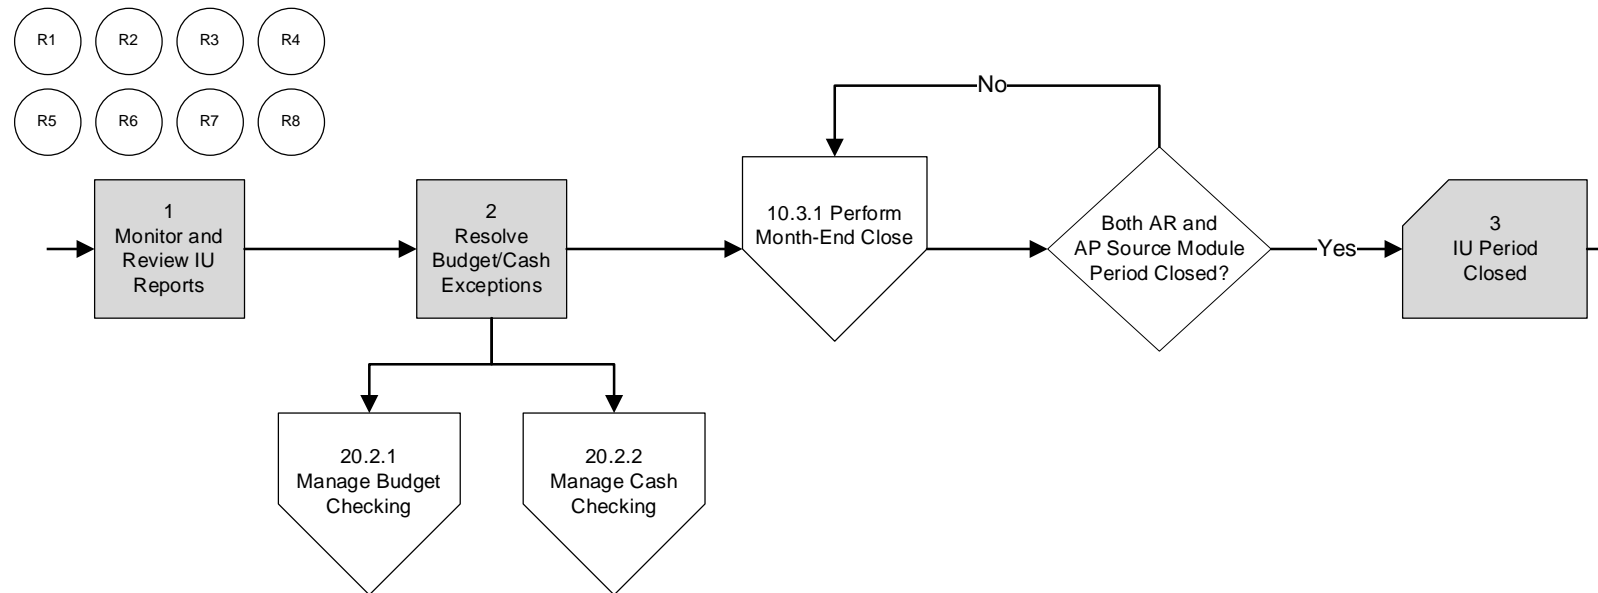 R1
R2
R3
R4
R5
R6
R7
R8
1
Monitor and
Review IU
Reports
2
Resolve
Budget/Cash
Exceptions
20.2.1
Manage Budget
Checking
20.2.2
Manage Cash
Checking
10.3.1 Perform
Month-End Close
No
Both AR and
AP Source Module
Period Closed?
Yes
3
IU Period
Closed